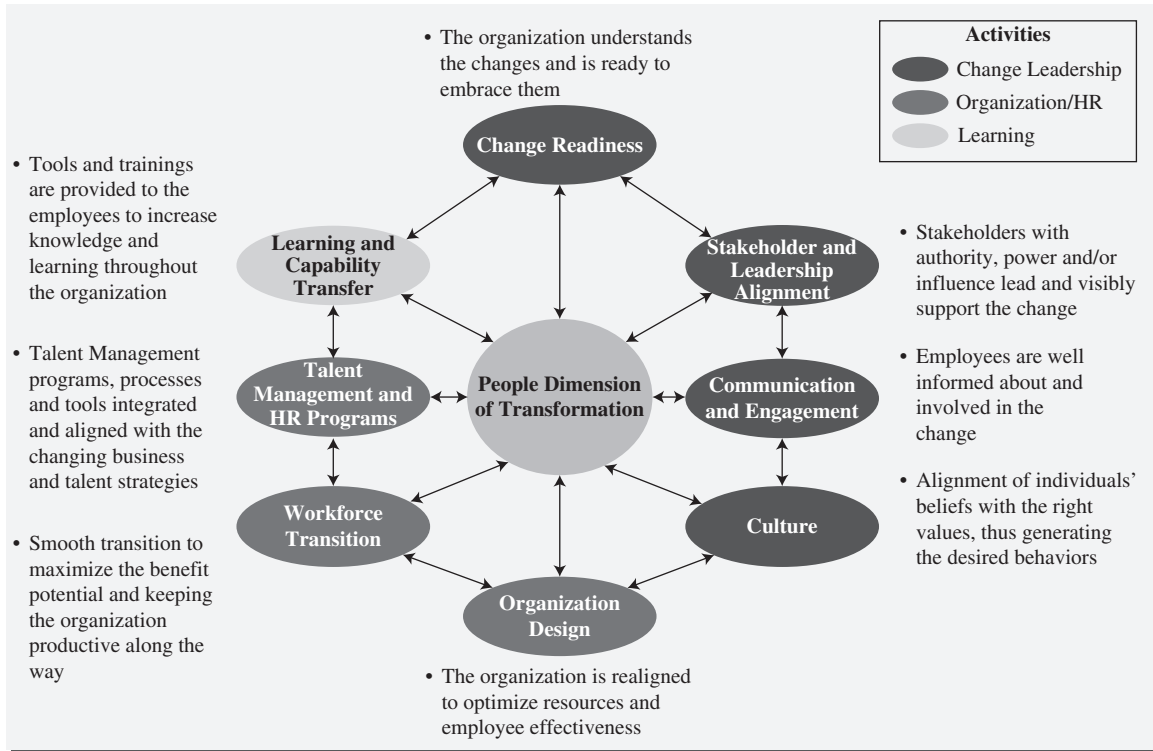 • The organization understands
the changes and is ready to
embrace them
Activities
Change Leadership
Organization/HR
Learning
Change Readiness
• Tools and trainings
are provided to the
employees to increase
knowledge and
learning throughout
the organization
Learning and
Capability
Transfer
Stakeholder and
Leadership
Alignment
• Stakeholders with
authority, power and/or
influence lead and visibly
support the change
• Talent Management
programs, processes
and tools integrated
and aligned with the
changing business
and talent strategies
Talent
Management and
HR Programs
People Dimension
of Transformation
Communication
and Engagement
• Employees are well
informed about and
involved in the
change
• Smooth transition to
maximize the benefit
potential and keeping
the organization
productive along the
way
Workforce
Transition
Culture
• Alignment of individuals’
beliefs with the right
values, thus generating
the desired behaviors
Organization
Design
• The organization is realigned
to optimize resources and
employee effectiveness